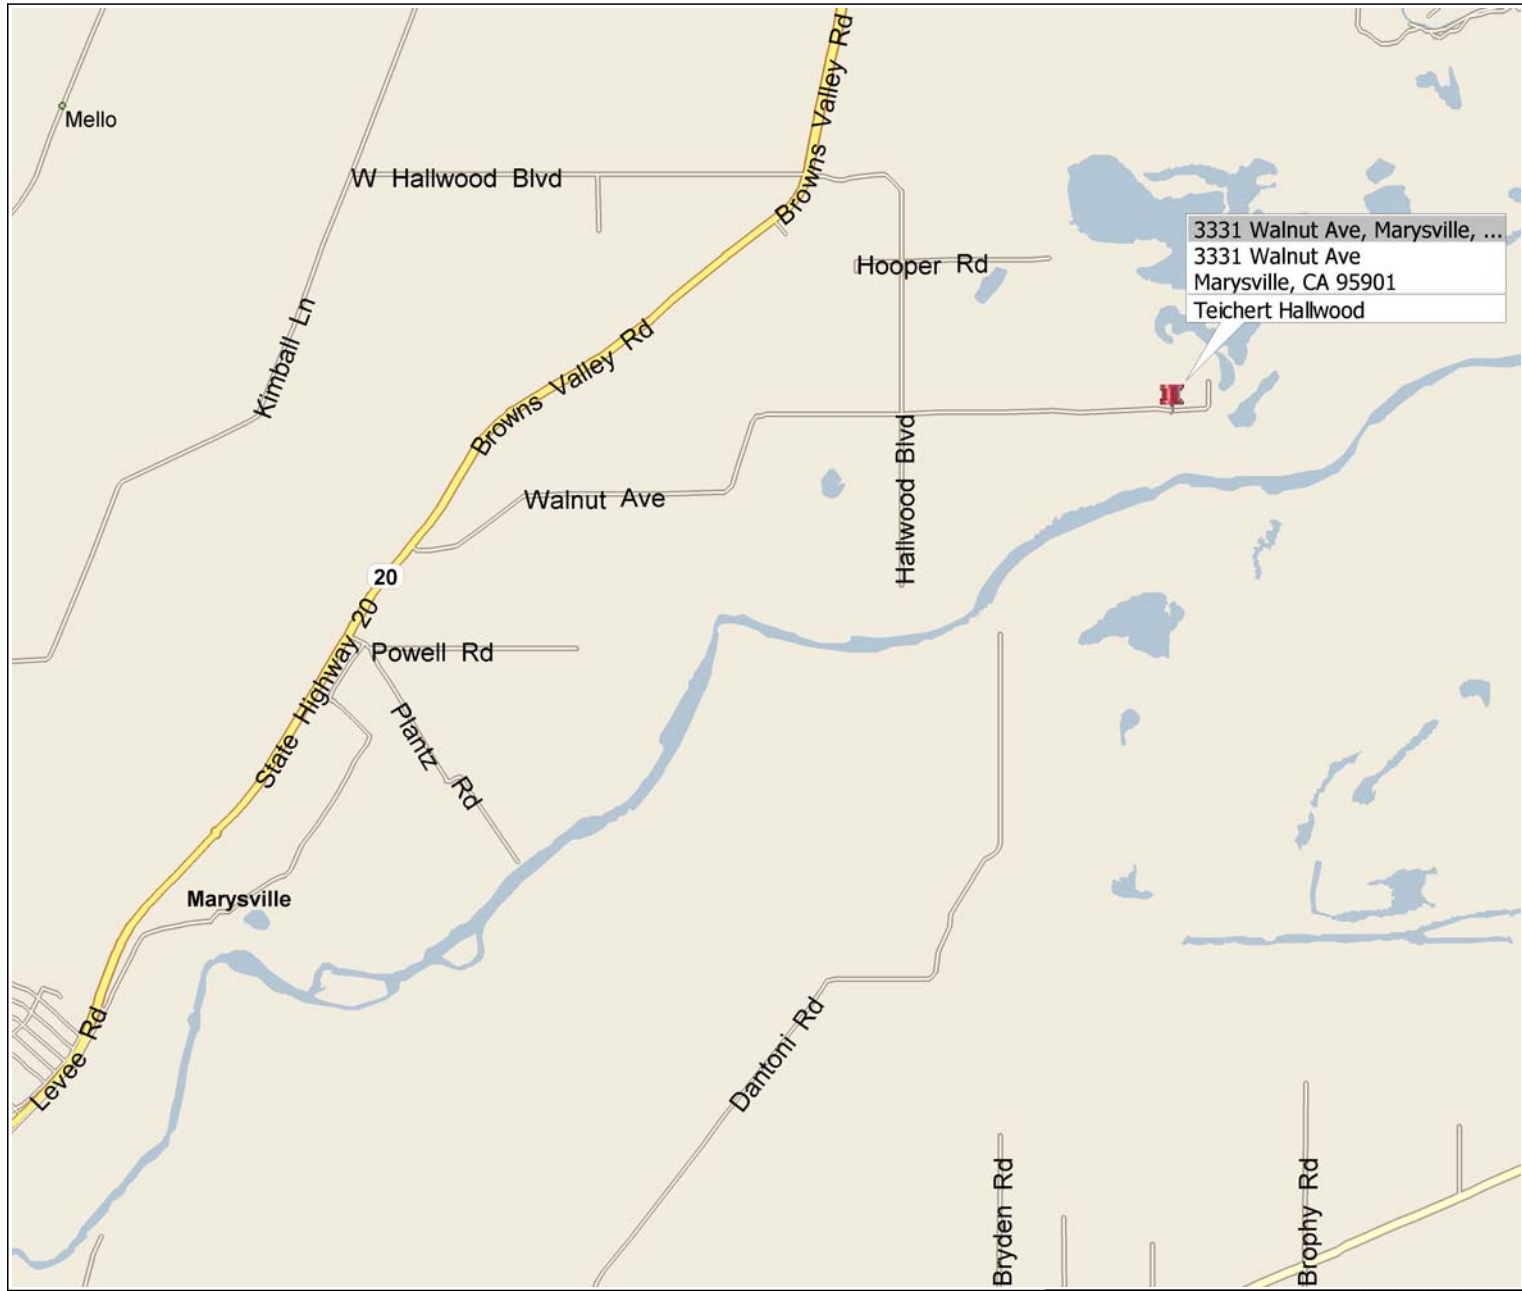 Browns Valley Rd
Mello
W Hallwood Blvd
3331 Walnut Ave, Marysville, ...
3331 Walnut Ave
Marysville, CA 95901
Teichert Hallwood
Hooper Rd
Kimball Ln
Browns Valley Rd
Hallwood Blvd
Walnut Ave
20
State Highway 20
Powell Rd
Plantz Rd
Marysville
Levee Rd
Dantoni Rd
Bryden Rd
Brophy Rd